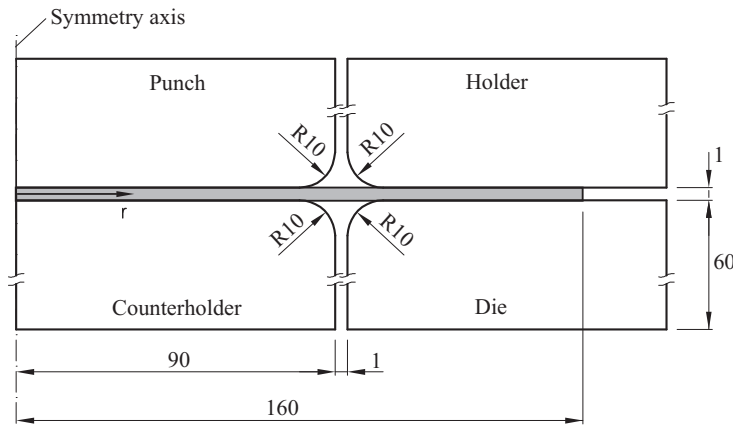 Symmetry axis
Punch
Holder
R10
R10
1
r
R10
R10
60
Counterholder
Die
90
1
160